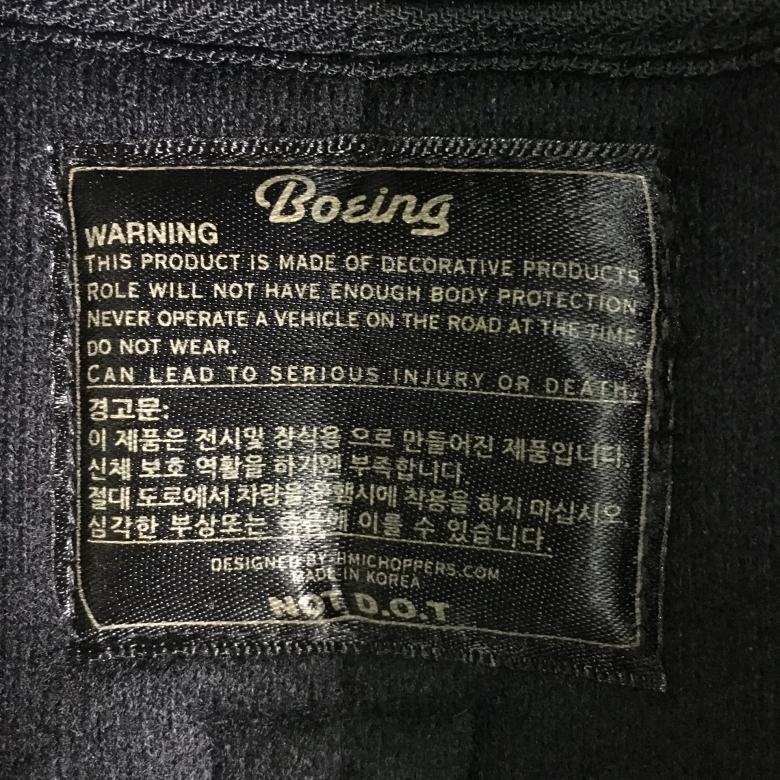 Boeing
WARNING
THIS PRODUCT IS MADE OF DECORATIVE PRODUCTS
ROLE WILL NOT HAVE ENOUGH BODY PROTECTION
NEVER OPERATE A VEHICLE ON THE ROAD AT THE TIME
DO NOT WEAR.
CAN LEAD TO SERIOUS INJURY OR DEATH.
경고문:
이 제품은 전시및 장식용 으로 만들어진 제품입니다.
신체 보호 역활을 하기엔 부족합니다.
절대 도로에서 차량을 운행시에 착용을 하지 마십시오.
심각한 부상또는 죽음에 이를 수 있습니다.
DESIGNED BY HMICHOPPERS.COM
MADE IN KOREA
NOT D.O.T